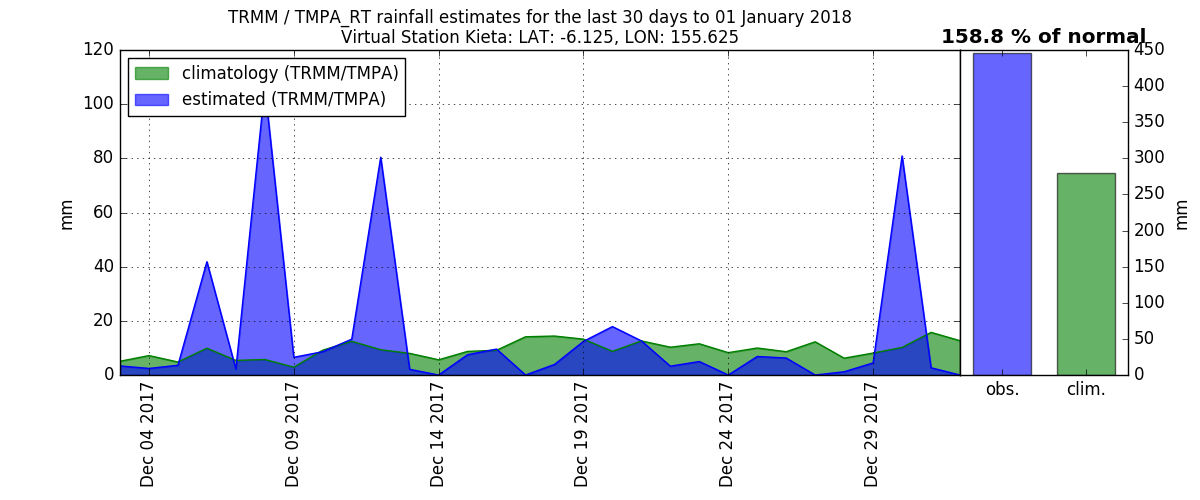 TRMM / TMPA_RT rainfall estimates for the last 30 days to 01 January 2018
Virtual Station Kieta: LAT: -6.125, LON: 155.625
158.8 % of normal
climatology (TRMM/TMPA)
estimated (TRMM/TMPA)
120
100
80
60
40
20
0
mm
Dec 04 2017
Dec 09 2017
Dec 14 2017
Dec 19 2017
Dec 24 2017
Dec 29 2017
450
400
350
300
250
200
150
100
50
0
mm
obs.
clim.